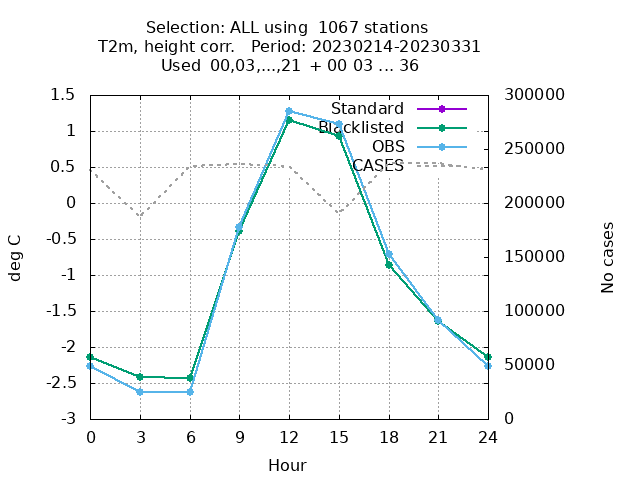 Selection: ALL using  1067 stations
T2m, height corr.   Period: 20230214-20230331
Used  00,03,...,21  + 00 03 ... 36
Standard
Blacklisted
OBS
CASES
1.5
1
0.5
0
-0.5
-1
-1.5
-2
-2.5
-3
deg C
300000
250000
200000
150000
100000
50000
0
No cases
0 3 6 9 12 15 18 21 24
Hour